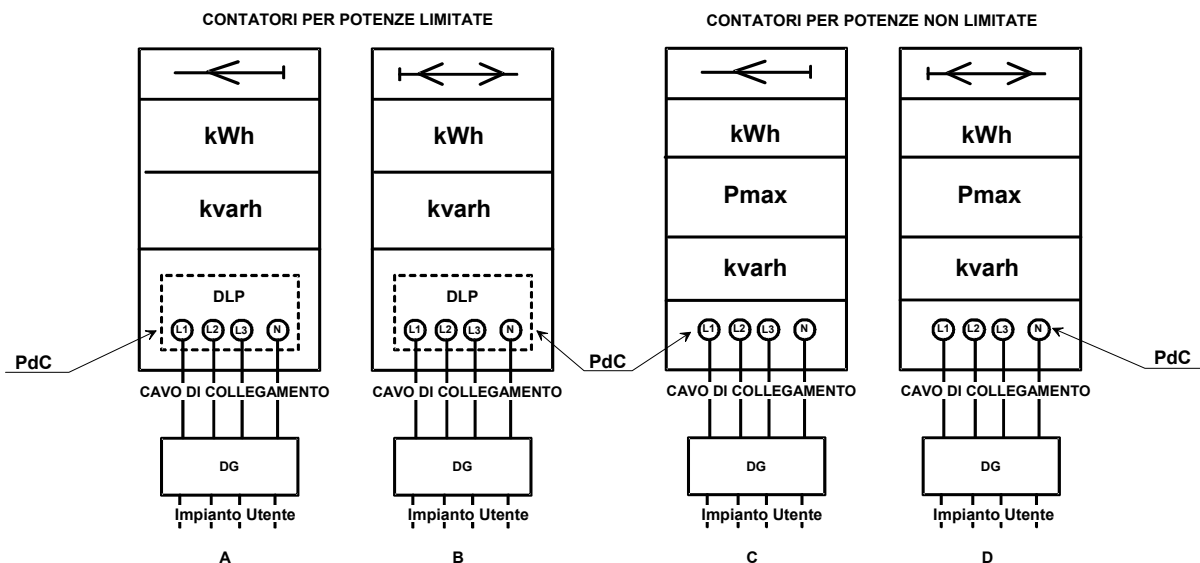 CONTATORI PER POTENZE LIMITATE
CONTATORI PER POTENZE NON LIMITATE
kWh
kWh
kWh
kWh
kvarh
kvarh
Pmax
Pmax
kvarh
kvarh
DLP
DLP
L1 L2 L3 N
L1 L2 L3 N
L1 L2 L3 N
L1 L2 L3 N
PdC
PdC
PdC
CAVO DI COLLEGAMENTO
CAVO DI COLLEGAMENTO
CAVO DI COLLEGAMENTO
CAVO DI COLLEGAMENTO
DG
DG
DG
DG
Impianto Utente
Impianto Utente
Impianto Utente
Impianto Utente
A
B
C
D